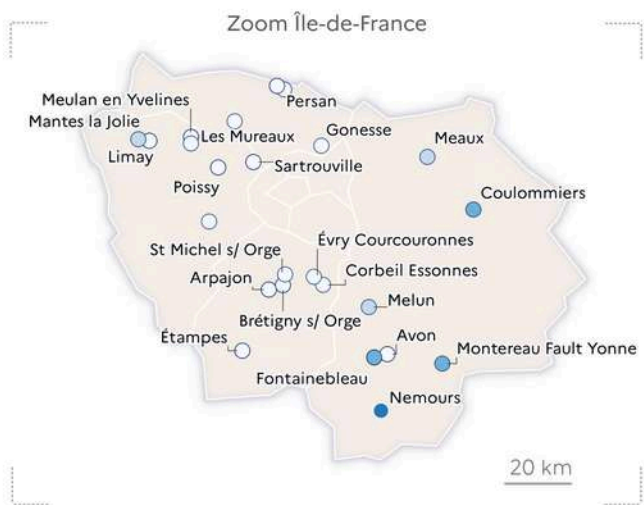 Zoom Île-de-France
Persan
Meulan en Yvelines
Mantes la Jolie
Les Mureaux
Gonesse
Limay
Meaux
Sartrouville
Poissy
Coulommiers
St Michel s/ Orge
Évry Courcouronnes
Arpajon
Corbeil Essonnes
Melun
Brétigny s/ Orge
Étampes
Avon
Montereau Fault Yonne
Fontainebleau
Nemours
20 km